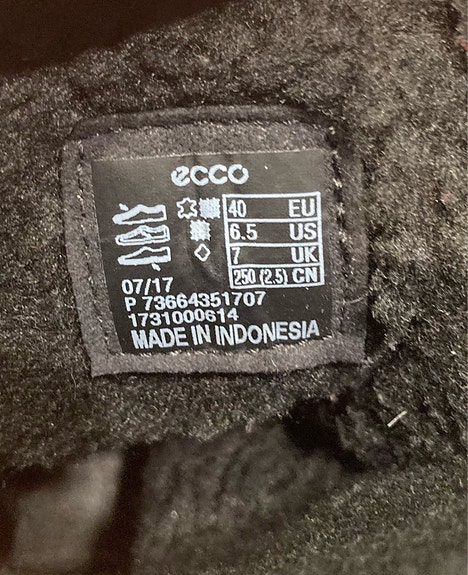 ecco
40 EU
6.5 US
7 UK
250 (2.5) CN
07/17
P 73664351707
1731000614
MADE IN INDONESIA